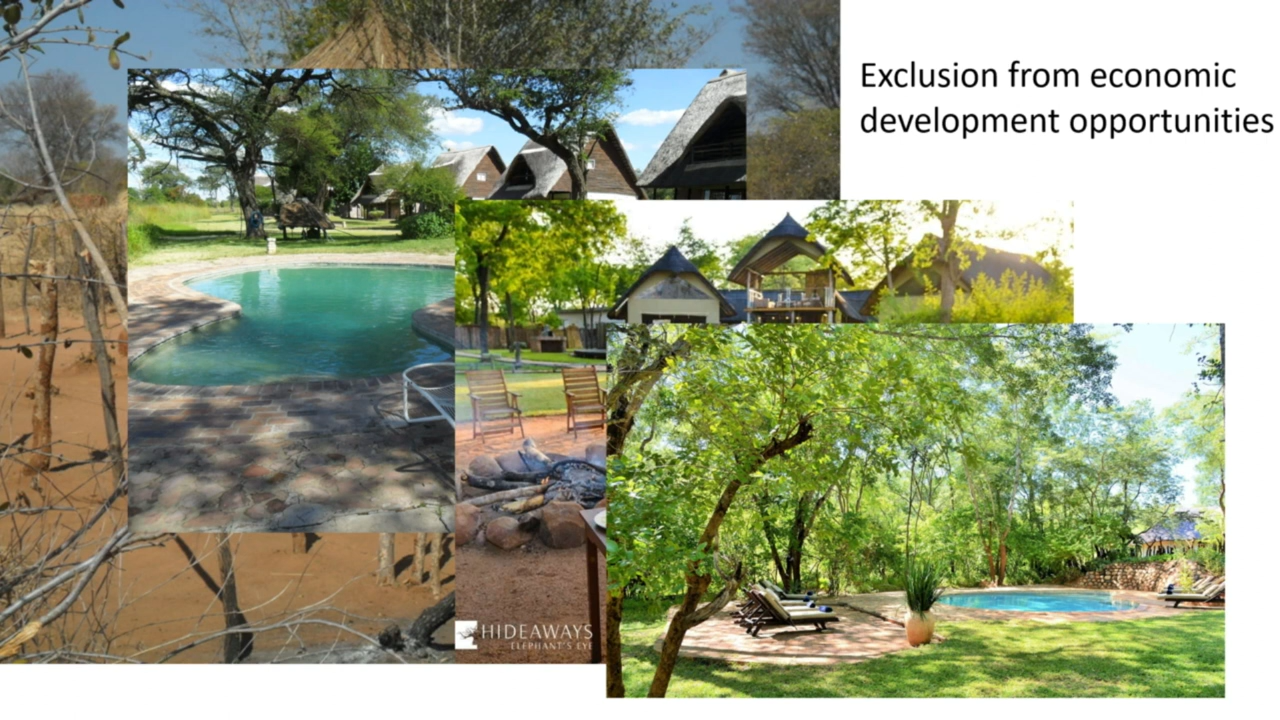 Exclusion from economic
development opportunities
HIDEAWAYS
ELEPHANT'S EYE